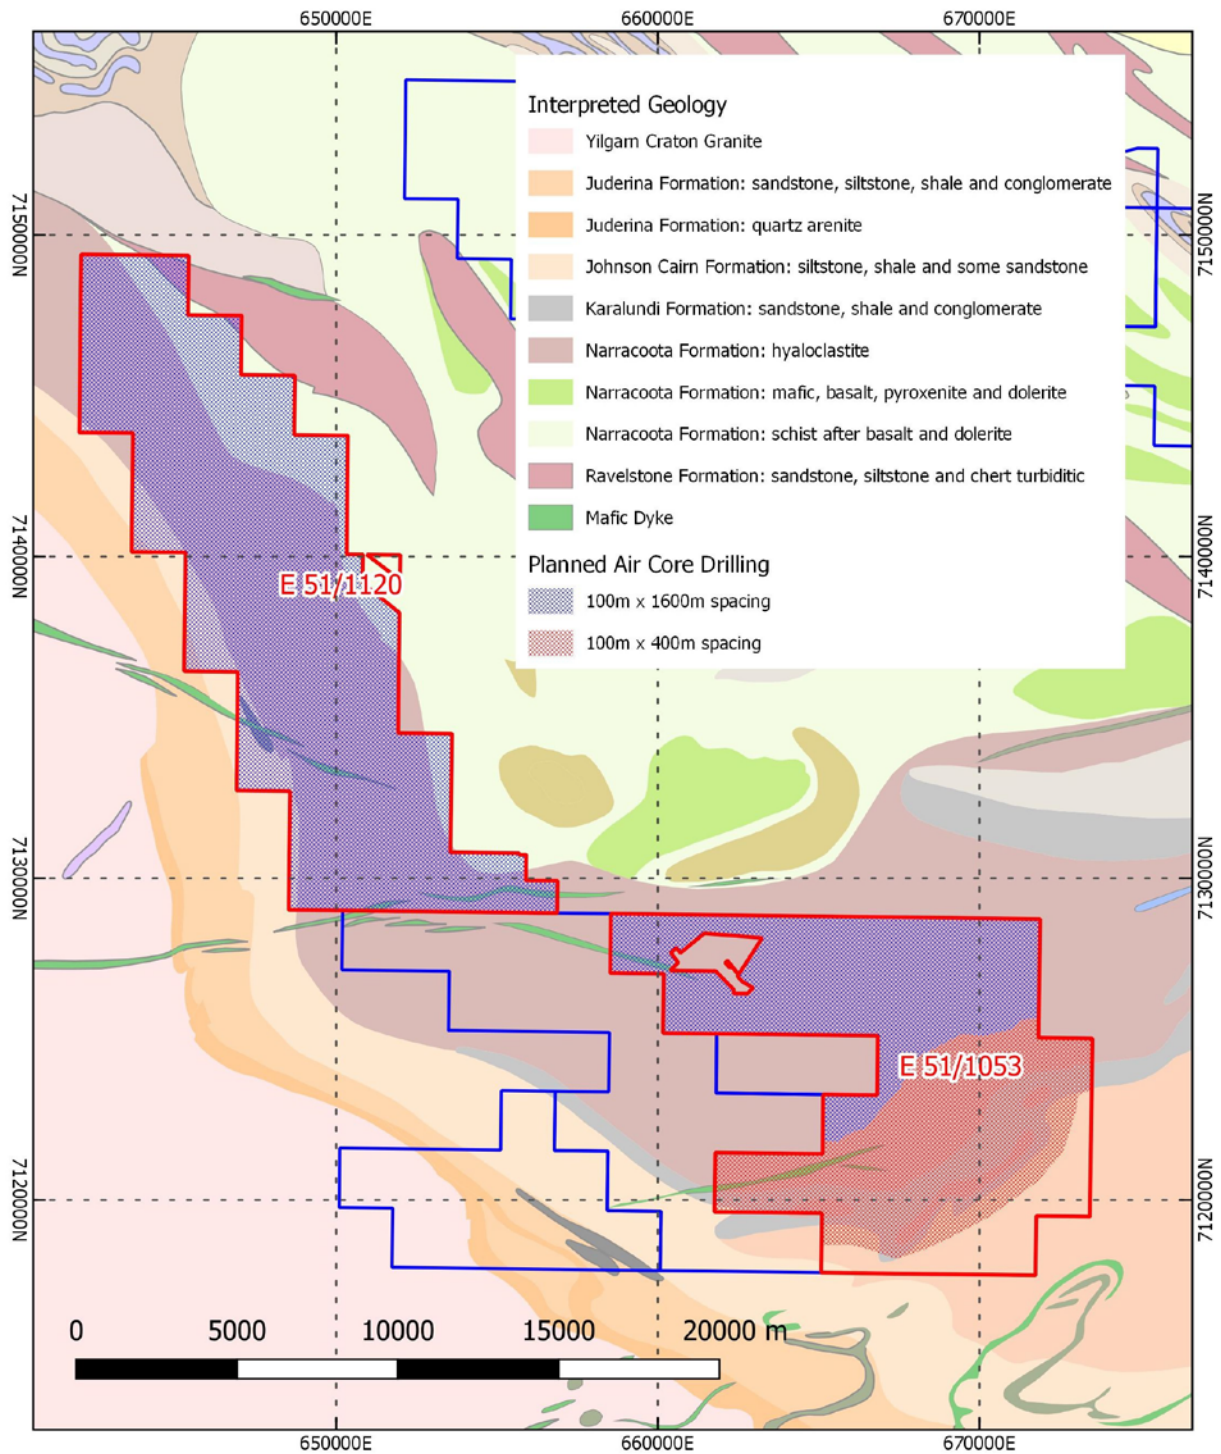 650000E 660000E 670000E
Interpreted Geology
Yilgarn Craton Granite
Juderina Formation: sandstone, siltstone, shale and conglomerate
Juderina Formation: quartz arenite
Johnson Cairn Formation: siltstone, shale and some sandstone
Karalundi Formation: sandstone, shale and conglomerate
Narracoota Formation: hyaloclastite
Narracoota Formation: mafic, basalt, pyroxenite and dolerite
Narracoota Formation: schist after basalt and dolerite
Ravelstone Formation: sandstone, siltstone and chert turbiditic
Mafic Dyke
Planned Air Core Drilling
100m x 1600m spacing
100m x 400m spacing
7150000N 7150000N
7140000N 7140000N
E 51/1120
7130000N 7130000N
E 51/1053
7120000N 7120000N
0 5000 10000 15000 20000 m
650000E 660000E 670000E